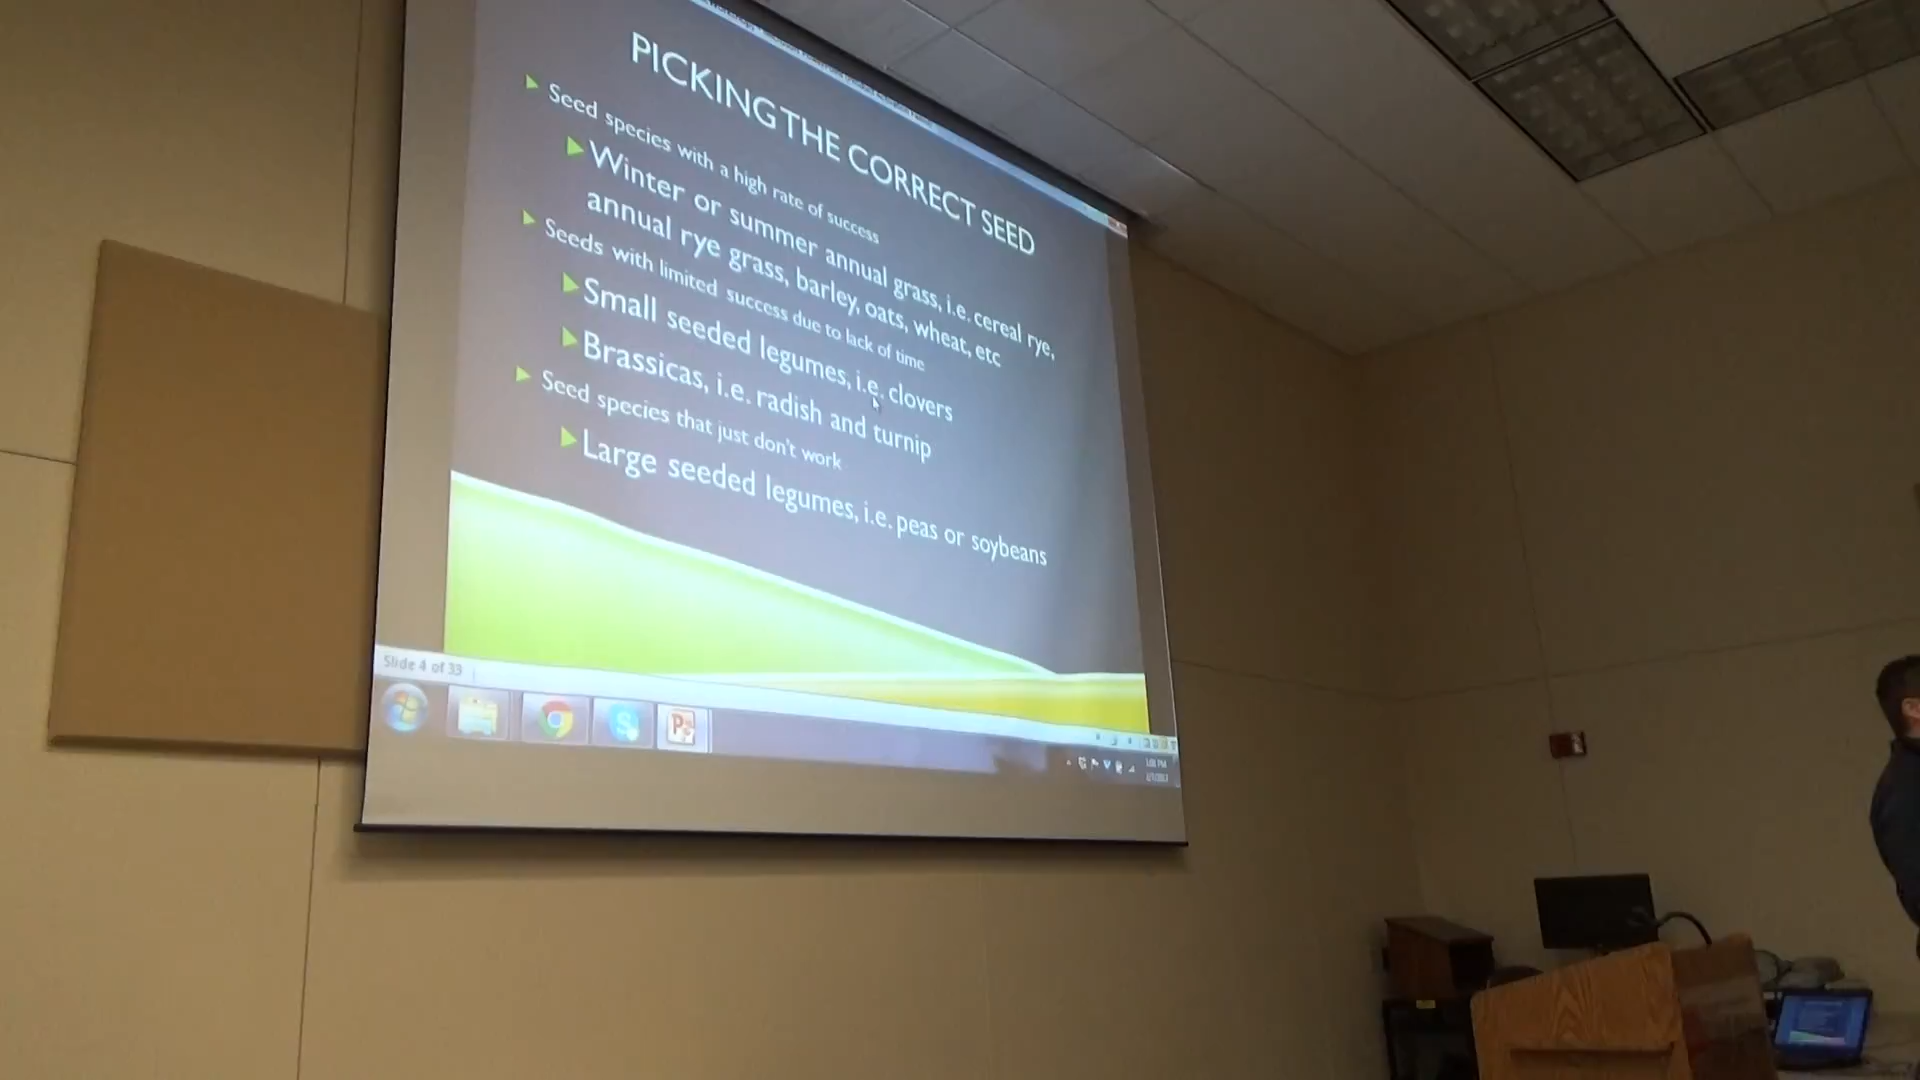 PICKING THE CORRECT SEED
Seed species with a high rate of success
Winter or summer annual grass, i.e. cereal rye,
annual rye grass, barley, oats, wheat, etc
Seeds with limited success due to lack of time
Small seeded legumes, i.e. clovers
Brassicas, i.e. radish and turnip
Seed species that just don't work
Large seeded legumes, i.e. peas or soybeans
Slide 4 of 33